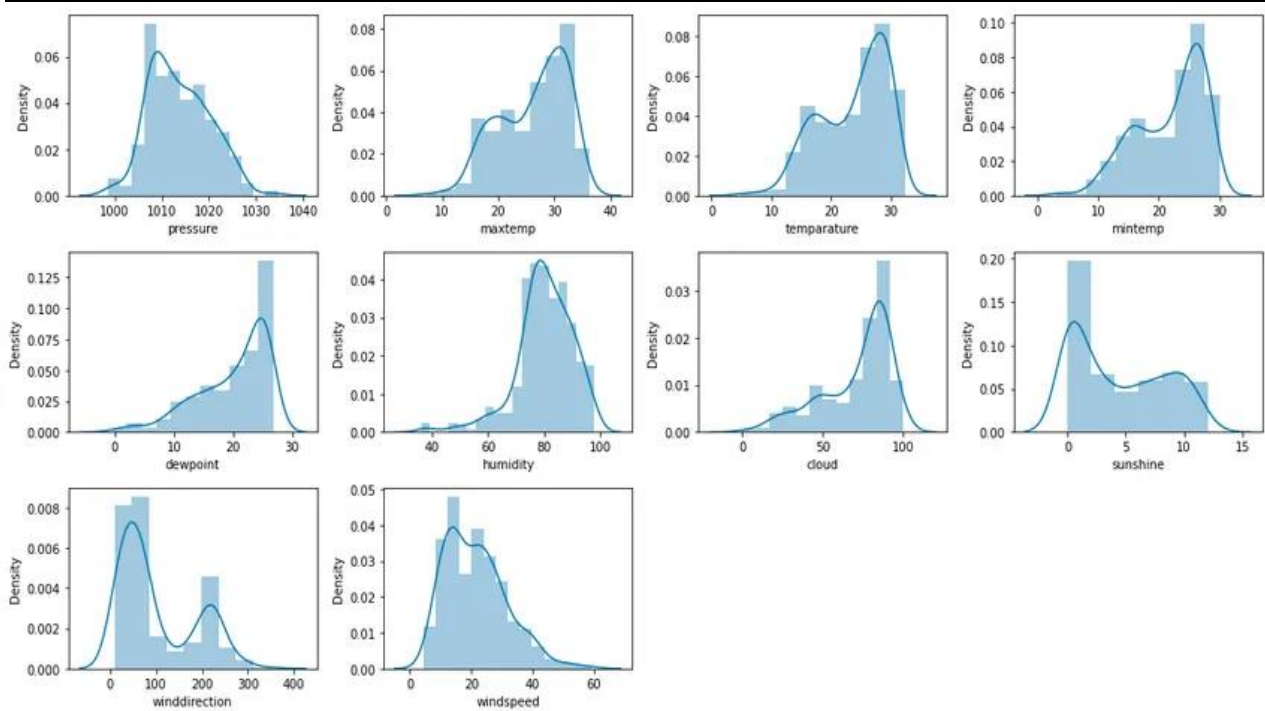 Density
0.06
0.04
0.02
0.00
1000 1010 1020 1030 1040
pressure
Density
0.08
0.06
0.04
0.02
0.00
0 10 20 30 40
maxtemp
Density
0.08
0.06
0.04
0.02
0.00
0 10 20 30
temparature
Density
0.10
0.08
0.06
0.04
0.02
0.00
0 10 20 30
mintemp
Density
0.125
0.100
0.075
0.050
0.025
0.000
0 10 20 30
dewpoint
Density
0.04
0.03
0.02
0.01
0.00
40 60 80 100
humidity
Density
0.03
0.02
0.01
0.00
0 50 100
cloud
Density
0.20
0.15
0.10
0.05
0.00
0 5 10 15
sunshine
Density
0.008
0.006
0.004
0.002
0.000
0 100 200 300 400
winddirection
Density
0.05
0.04
0.03
0.02
0.01
0.00
0 20 40 60
windspeed